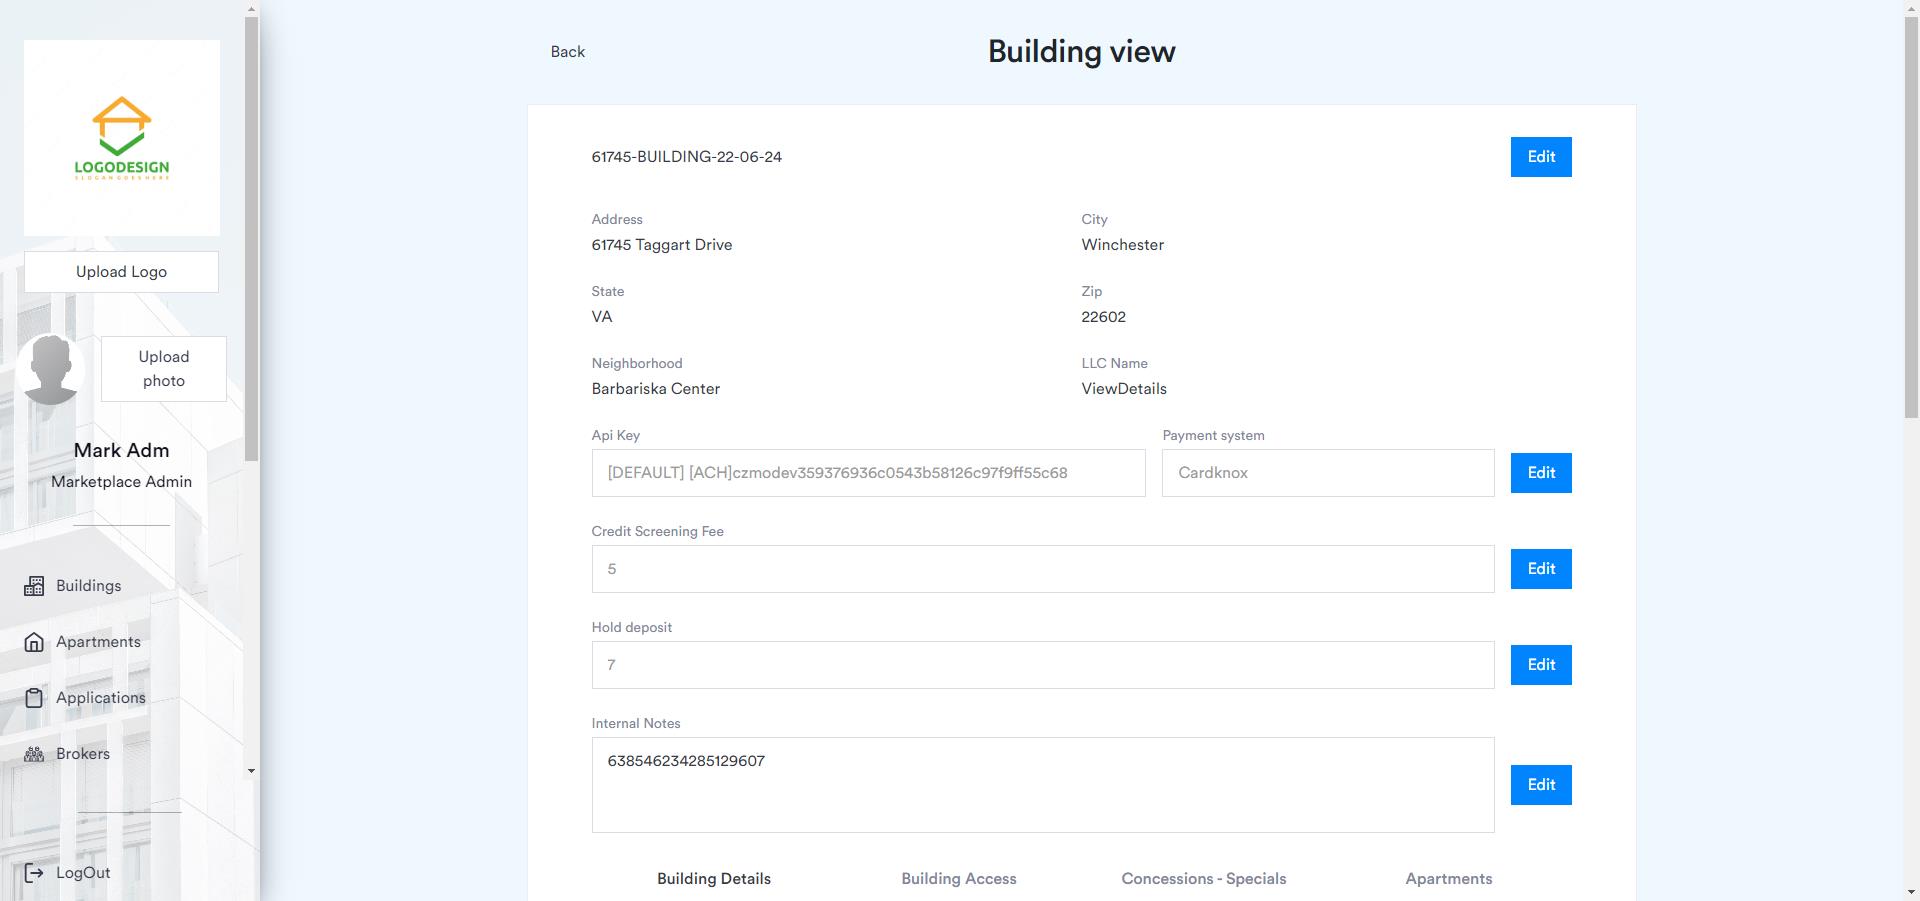 LOGODESIGN
SLOGAN GOES HERE
Upload Logo
Upload
photo
Mark Adm
Marketplace Admin
Buildings
Apartments
Applications
Brokers
LogOut
Back
Building view
61745-BUILDING-22-06-24
Edit
Address
City
61745 Taggart Drive
Winchester
State
Zip
VA
22602
Neighborhood
LLC Name
Barbariska Center
ViewDetails
Api Key
Payment system
[DEFAULT] [ACH]czmodev359376936c0543b58126c97f9ff55c68
Cardknox
Edit
Credit Screening Fee
5
Edit
Hold deposit
7
Edit
Internal Notes
638546234285129607
Edit
Building Details
Building Access
Concessions - Specials
Apartments